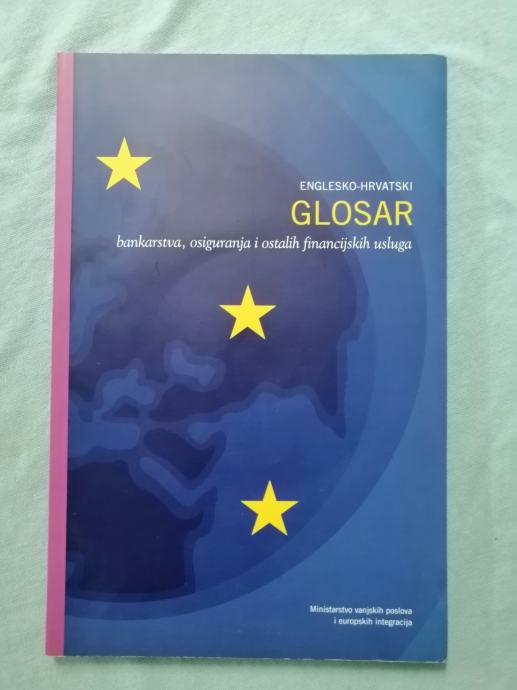 ENGLESKO-HRVATSKI
GLOSAR
bankarstva, osiguranja i ostalih financijskih usluga
Ministarstvo vanjskih poslova
i europskih integracija